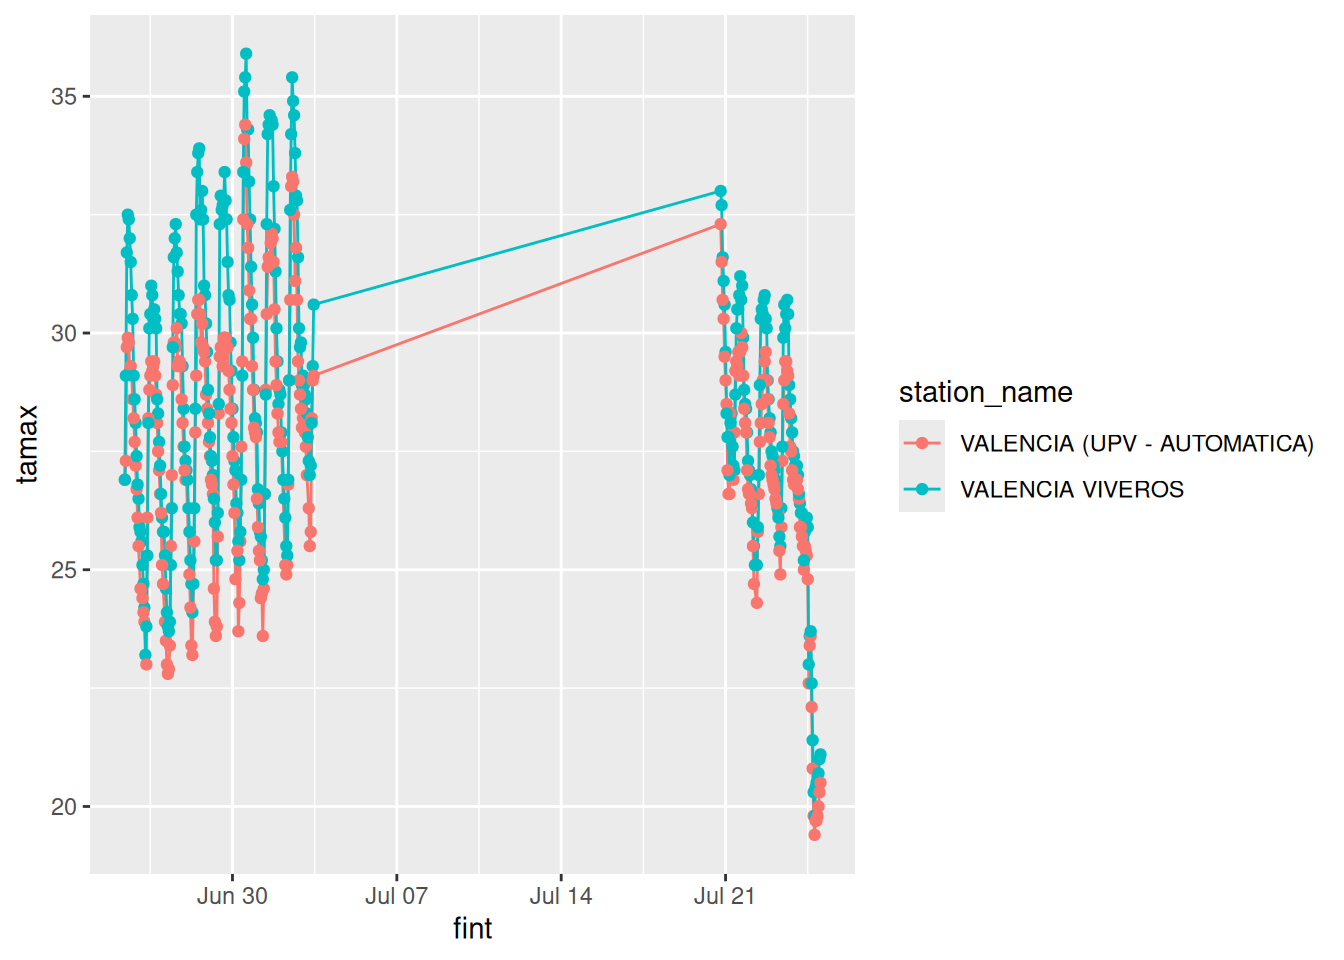 35
30
25
20
tamax
Jun 30
Jul 07
Jul 14
Jul 21
fint
station_name
VALENCIA (UPV - AUTOMATICA)
VALENCIA VIVEROS